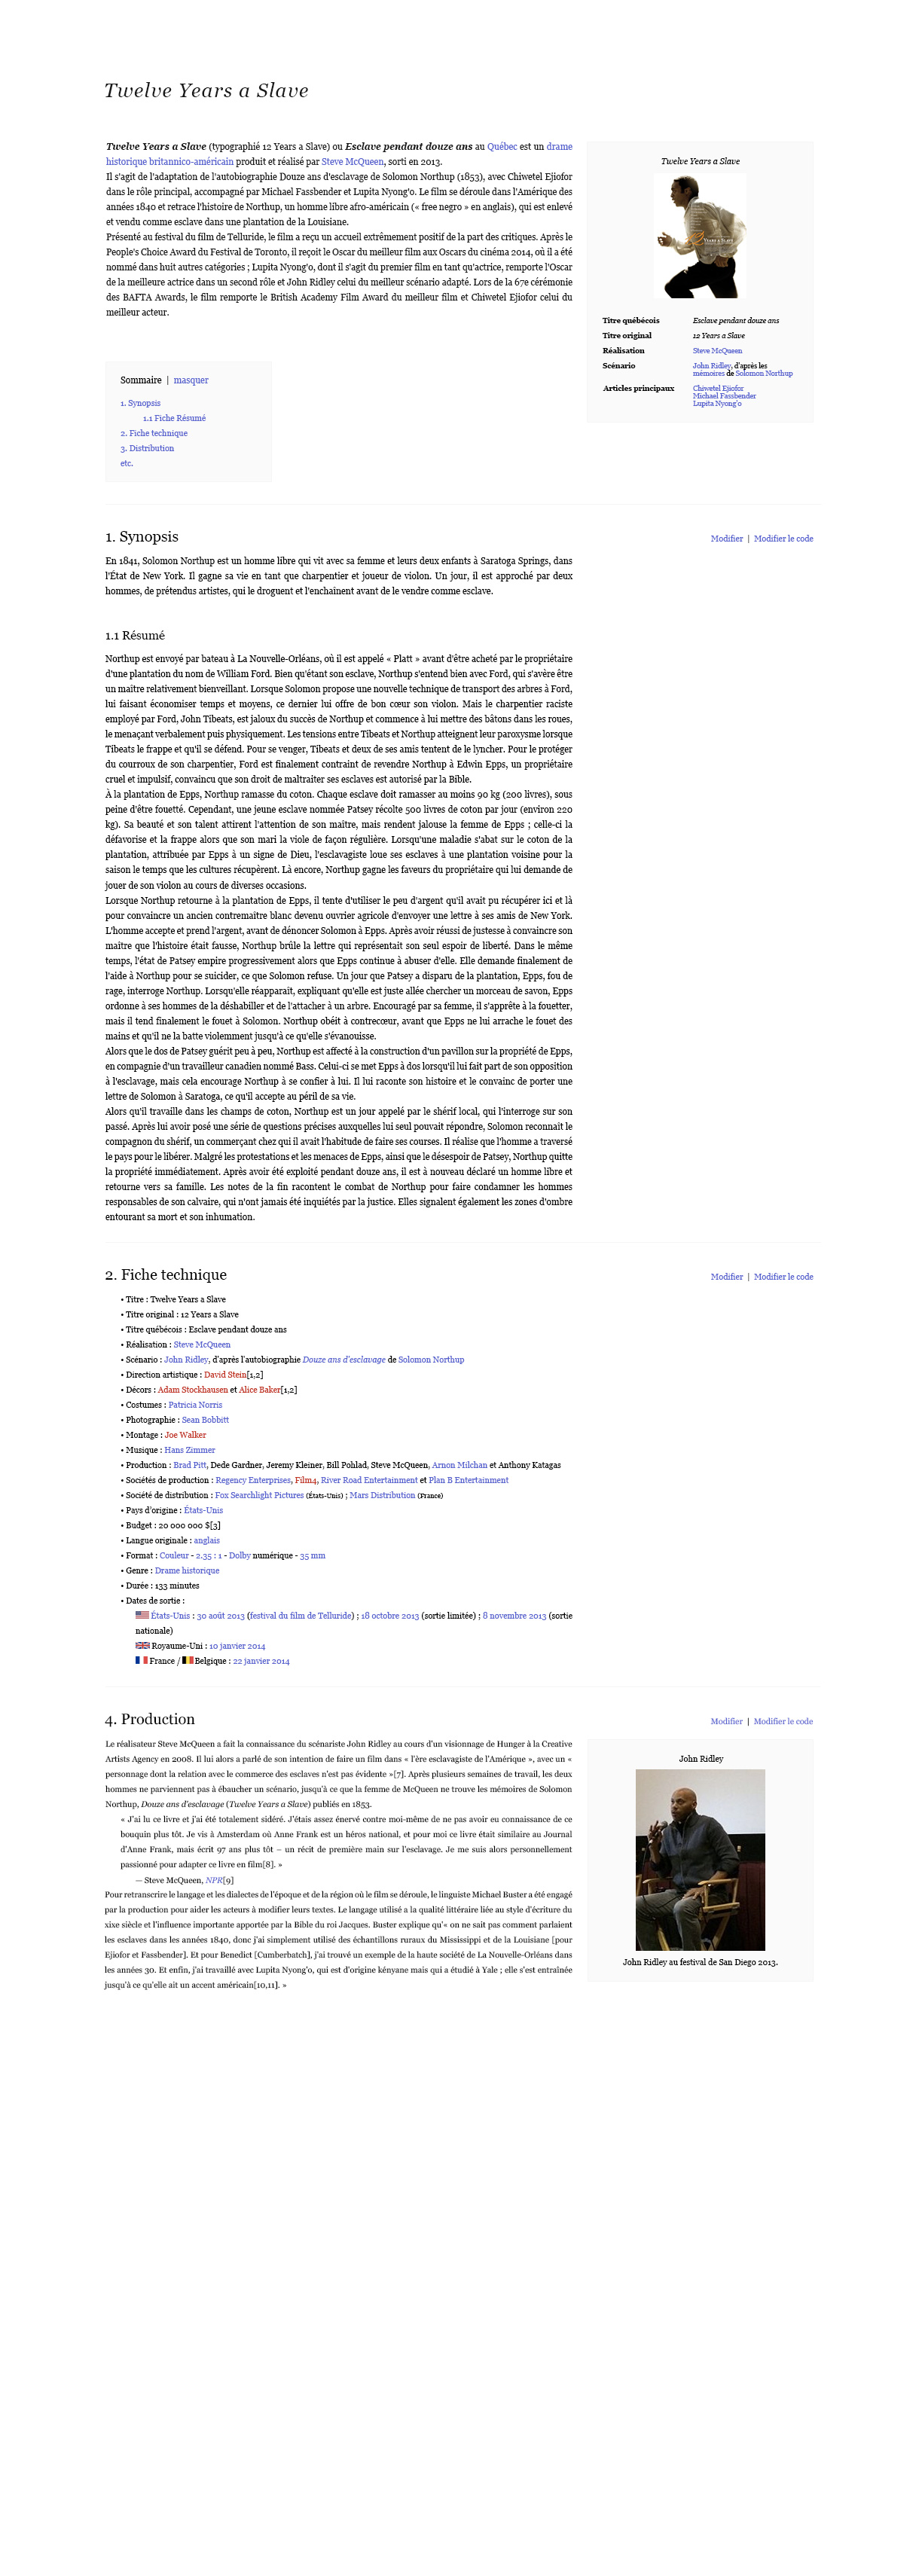 Twelve Years a Slave
Twelve Years a Slave (typographié 12 Years a Slave) ou Esclave pendant douze ans au Québec est un drame
historique britannico-américain produit et réalisé par Steve McQueen, sorti en 2013.
Il s'agit de l'adaptation de l'autobiographie Douze ans d'esclavage de Solomon Northup (1853), avec Chiwetel Ejiofor
dans le rôle principal, accompagné par Michael Fassbender et Lupita Nyong'o. Le film se déroule dans l'Amérique des
années 1840 et retrace l'histoire de Northup, un homme libre afro-américain (« free negro » en anglais), qui est enlevé
et vendu comme esclave dans une plantation de la Louisiane.
Présenté au festival du film de Telluride, le film a reçu un accueil extrêmement positif de la part des critiques. Après le
People's Choice Award du Festival de Toronto, il reçoit le Oscar du meilleur film aux Oscars du cinéma 2014, où il a été
nommé dans huit autres catégories ; Lupita Nyong'o, dont il s'agit du premier film en tant qu'actrice, remporte l'Oscar
de la meilleure actrice dans un second rôle et John Ridley celui du meilleur scénario adapté. Lors de la 67e cérémonie
des BAFTA Awards, le film remporte le British Academy Film Award du meilleur film et Chiwetel Ejiofor celui du
meilleur acteur.
Twelve Years a Slave
YEARS A SLAVE
Titre québécois Esclave pendant douze ans
Titre original 12 Years a Slave
Réalisation Steve McQueen
Scénario John Ridley, d'après les
mémoires de Solomon Northup
Articles principaux Chiwetel Ejiofor
Michael Fassbender
Lupita Nyong'o
Sommaire | masquer
1. Synopsis
1.1 Fiche Résumé
2. Fiche technique
3. Distribution
etc.
1. Synopsis
Modifier | Modifier le code
En 1841, Solomon Northup est un homme libre qui vit avec sa femme et leurs deux enfants à Saratoga Springs, dans
l'État de New York. Il gagne sa vie en tant que charpentier et joueur de violon. Un jour, il est approché par deux
hommes, de prétendus artistes, qui le droguent et l'enchainent avant de le vendre comme esclave.
1.1 Résumé
Northup est envoyé par bateau à La Nouvelle-Orléans, où il est appelé « Platt » avant d'être acheté par le propriétaire
d'une plantation du nom de William Ford. Bien qu'étant son esclave, Northup s'entend bien avec Ford, qui s'avère être
un maître relativement bienveillant. Lorsque Solomon propose une nouvelle technique de transport des arbres à Ford,
lui faisant économiser temps et moyens, ce dernier lui offre de bon cœur son violon. Mais le charpentier raciste
employé par Ford, John Tibeats, est jaloux du succès de Northup et commence à lui mettre des bâtons dans les roues,
le menaçant verbalement puis physiquement. Les tensions entre Tibeats et Northup atteignent leur paroxysme lorsque
Tibeats le frappe et qu'il se défend. Pour se venger, Tibeats et deux de ses amis tentent de le lyncher. Pour le protéger
du courroux de son charpentier, Ford est finalement contraint de revendre Northup à Edwin Epps, un propriétaire
cruel et impulsif, convaincu que son droit de maltraiter ses esclaves est autorisé par la Bible.
À la plantation de Epps, Northup ramasse du coton. Chaque esclave doit ramasser au moins 90 kg (200 livres), sous
peine d'être fouetté. Cependant, une jeune esclave nommée Patsey récolte 500 livres de coton par jour (environ 220
kg). Sa beauté et son talent attirent l'attention de son maître, mais rendent jalouse la femme de Epps ; celle-ci la
défavorise et la frappe alors que son mari la viole de façon régulière. Lorsqu'une maladie s'abat sur le coton de la
plantation, attribuée par Epps à un signe de Dieu, l'esclavagiste loue ses esclaves à une plantation voisine pour la
saison le temps que les cultures récupèrent. Là encore, Northup gagne les faveurs du propriétaire qui lui demande de
jouer de son violon au cours de diverses occasions.
Lorsque Northup retourne à la plantation de Epps, il tente d'utiliser le peu d'argent qu'il avait pu récupérer ici et là
pour convaincre un ancien contremaître blanc devenu ouvrier agricole d'envoyer une lettre à ses amis de New York.
L'homme accepte et prend l'argent, avant de dénoncer Solomon à Epps. Après avoir réussi de justesse à convaincre son
maître que l'histoire était fausse, Northup brûle la lettre qui représentait son seul espoir de liberté. Dans le même
temps, l'état de Patsey empire progressivement alors que Epps continue à abuser d'elle. Elle demande finalement de
l'aide à Northup pour se suicider, ce que Solomon refuse. Un jour que Patsey a disparu de la plantation, Epps, fou de
rage, interroge Northup. Lorsqu'elle réapparaît, expliquant qu'elle est juste allée chercher un morceau de savon, Epps
ordonne à ses hommes de la déshabiller et de l'attacher à un arbre. Encouragé par sa femme, il s'apprête à la fouetter,
mais il tend finalement le fouet à Solomon. Northup obéit à contrecœur, avant que Epps ne lui arrache le fouet des
mains et qu'il ne la batte violemment jusqu'à ce qu'elle s'évanouisse.
Alors que le dos de Patsey guérit peu à peu, Northup est affecté à la construction d'un pavillon sur la propriété de Epps,
en compagnie d'un travailleur canadien nommé Bass. Celui-ci se met Epps à dos lorsqu'il lui fait part de son opposition
à l'esclavage, mais cela encourage Northup à se confier à lui. Il lui raconte son histoire et le convainc de porter une
lettre de Solomon à Saratoga, ce qu'il accepte au péril de sa vie.
Alors qu'il travaille dans les champs de coton, Northup est un jour appelé par le shérif local, qui l'interroge sur son
passé. Après lui avoir posé une série de questions précises auxquelles lui seul pouvait répondre, Solomon reconnaît le
compagnon du shérif, un commerçant chez qui il avait l'habitude de faire ses courses. Il réalise que l'homme a traversé
le pays pour le libérer. Malgré les protestations et les menaces de Epps, ainsi que le désespoir de Patsey, Northup quitte
la propriété immédiatement. Après avoir été exploité pendant douze ans, il est à nouveau déclaré un homme libre et
retourne vers sa famille. Les notes de la fin racontent le combat de Northup pour faire condamner les hommes
responsables de son calvaire, qui n'ont jamais été inquiétés par la justice. Elles signalent également les zones d'ombre
entourant sa mort et son inhumation.
2. Fiche technique
Modifier | Modifier le code
• Titre : Twelve Years a Slave
• Titre original : 12 Years a Slave
• Titre québécois : Esclave pendant douze ans
• Réalisation : Steve McQueen
• Scénario : John Ridley, d'après l'autobiographie Douze ans d'esclavage de Solomon Northup
• Direction artistique : David Stein[1,2]
• Décors : Adam Stockhausen et Alice Baker[1,2]
• Costumes : Patricia Norris
• Photographie : Sean Bobbitt
• Montage : Joe Walker
• Musique : Hans Zimmer
• Production : Brad Pitt, Dede Gardner, Jeremy Kleiner, Bill Pohlad, Steve McQueen, Arnon Milchan et Anthony Katagas
• Sociétés de production : Regency Enterprises, Film4, River Road Entertainment et Plan B Entertainment
• Société de distribution : Fox Searchlight Pictures (États-Unis) ; Mars Distribution (France)
• Pays d'origine : États-Unis
• Budget : 20 000 000 $[3]
• Langue originale : anglais
• Format : Couleur - 2.35 : 1 - Dolby numérique - 35 mm
• Genre : Drame historique
• Durée : 133 minutes
• Dates de sortie :
États-Unis : 30 août 2013 (festival du film de Telluride) ; 18 octobre 2013 (sortie limitée) ; 8 novembre 2013 (sortie
nationale)
Royaume-Uni : 10 janvier 2014
France / Belgique : 22 janvier 2014
4. Production
Modifier | Modifier le code
Le réalisateur Steve McQueen a fait la connaissance du scénariste John Ridley au cours d'un visionnage de Hunger à la Creative
Artists Agency en 2008. Il lui alors a parlé de son intention de faire un film dans « l'ère esclavagiste de l'Amérique », avec un «
personnage dont la relation avec le commerce des esclaves n'est pas évidente »[7]. Après plusieurs semaines de travail, les deux
hommes ne parviennent pas à ébaucher un scénario, jusqu'à ce que la femme de McQueen ne trouve les mémoires de Solomon
Northup, Douze ans d'esclavage (Twelve Years a Slave) publiés en 1853.
« J'ai lu ce livre et j'ai été totalement sidéré. J'étais assez énervé contre moi-même de ne pas avoir eu connaissance de ce
bouquin plus tôt. Je vis à Amsterdam où Anne Frank est un héros national, et pour moi ce livre était similaire au Journal
d'Anne Frank, mais écrit 97 ans plus tôt – un récit de première main sur l'esclavage. Je me suis alors personnellement
passionné pour adapter ce livre en film[8]. »
— Steve McQueen, NPR[9]
Pour retranscrire le langage et les dialectes de l'époque et de la région où le film se déroule, le linguiste Michael Buster a été engagé
par la production pour aider les acteurs à modifier leurs textes. Le langage utilisé a la qualité littéraire liée au style d'écriture du
xixe siècle et l'influence importante apportée par la Bible du roi Jacques. Buster explique qu'« on ne sait pas comment parlaient
les esclaves dans les années 1840, donc j'ai simplement utilisé des échantillons ruraux du Mississippi et de la Louisiane [pour
Ejiofor et Fassbender]. Et pour Benedict [Cumberbatch], j'ai trouvé un exemple de la haute société de La Nouvelle-Orléans dans
les années 30. Et enfin, j'ai travaillé avec Lupita Nyong'o, qui est d'origine kényane mais qui a étudié à Yale ; elle s'est entraînée
jusqu'à ce qu'elle ait un accent américain[10,11]. »
John Ridley
John Ridley au festival de San Diego 2013.